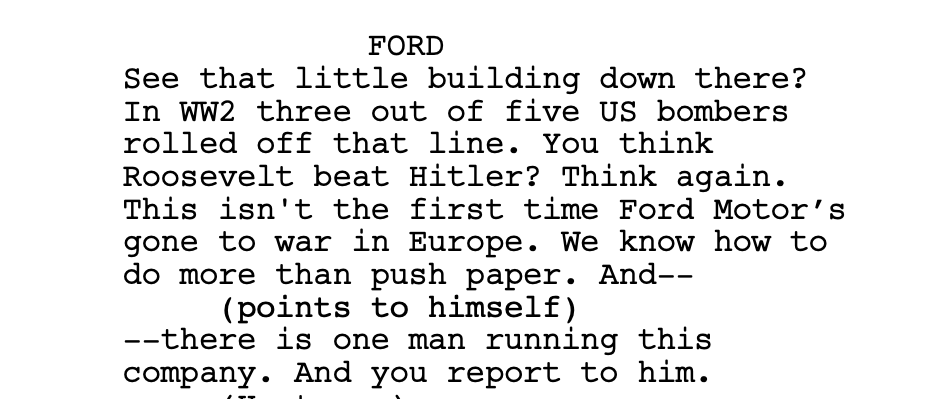 FORD
See that little building down there?
In WW2 three out of five US bombers
rolled off that line. You think
Roosevelt beat Hitler? Think again.
This isn't the first time Ford Motor’s
gone to war in Europe. We know how to
do more than push paper. And--
(points to himself)
--there is one man running this
company. And you report to him.